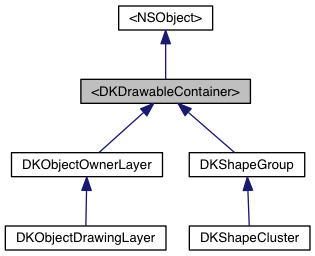 <NSObject>
<DKDrawableContainer>
DKObjectOwnerLayer DKShapeGroup
DKObjectDrawingLayer DKShapeCluster